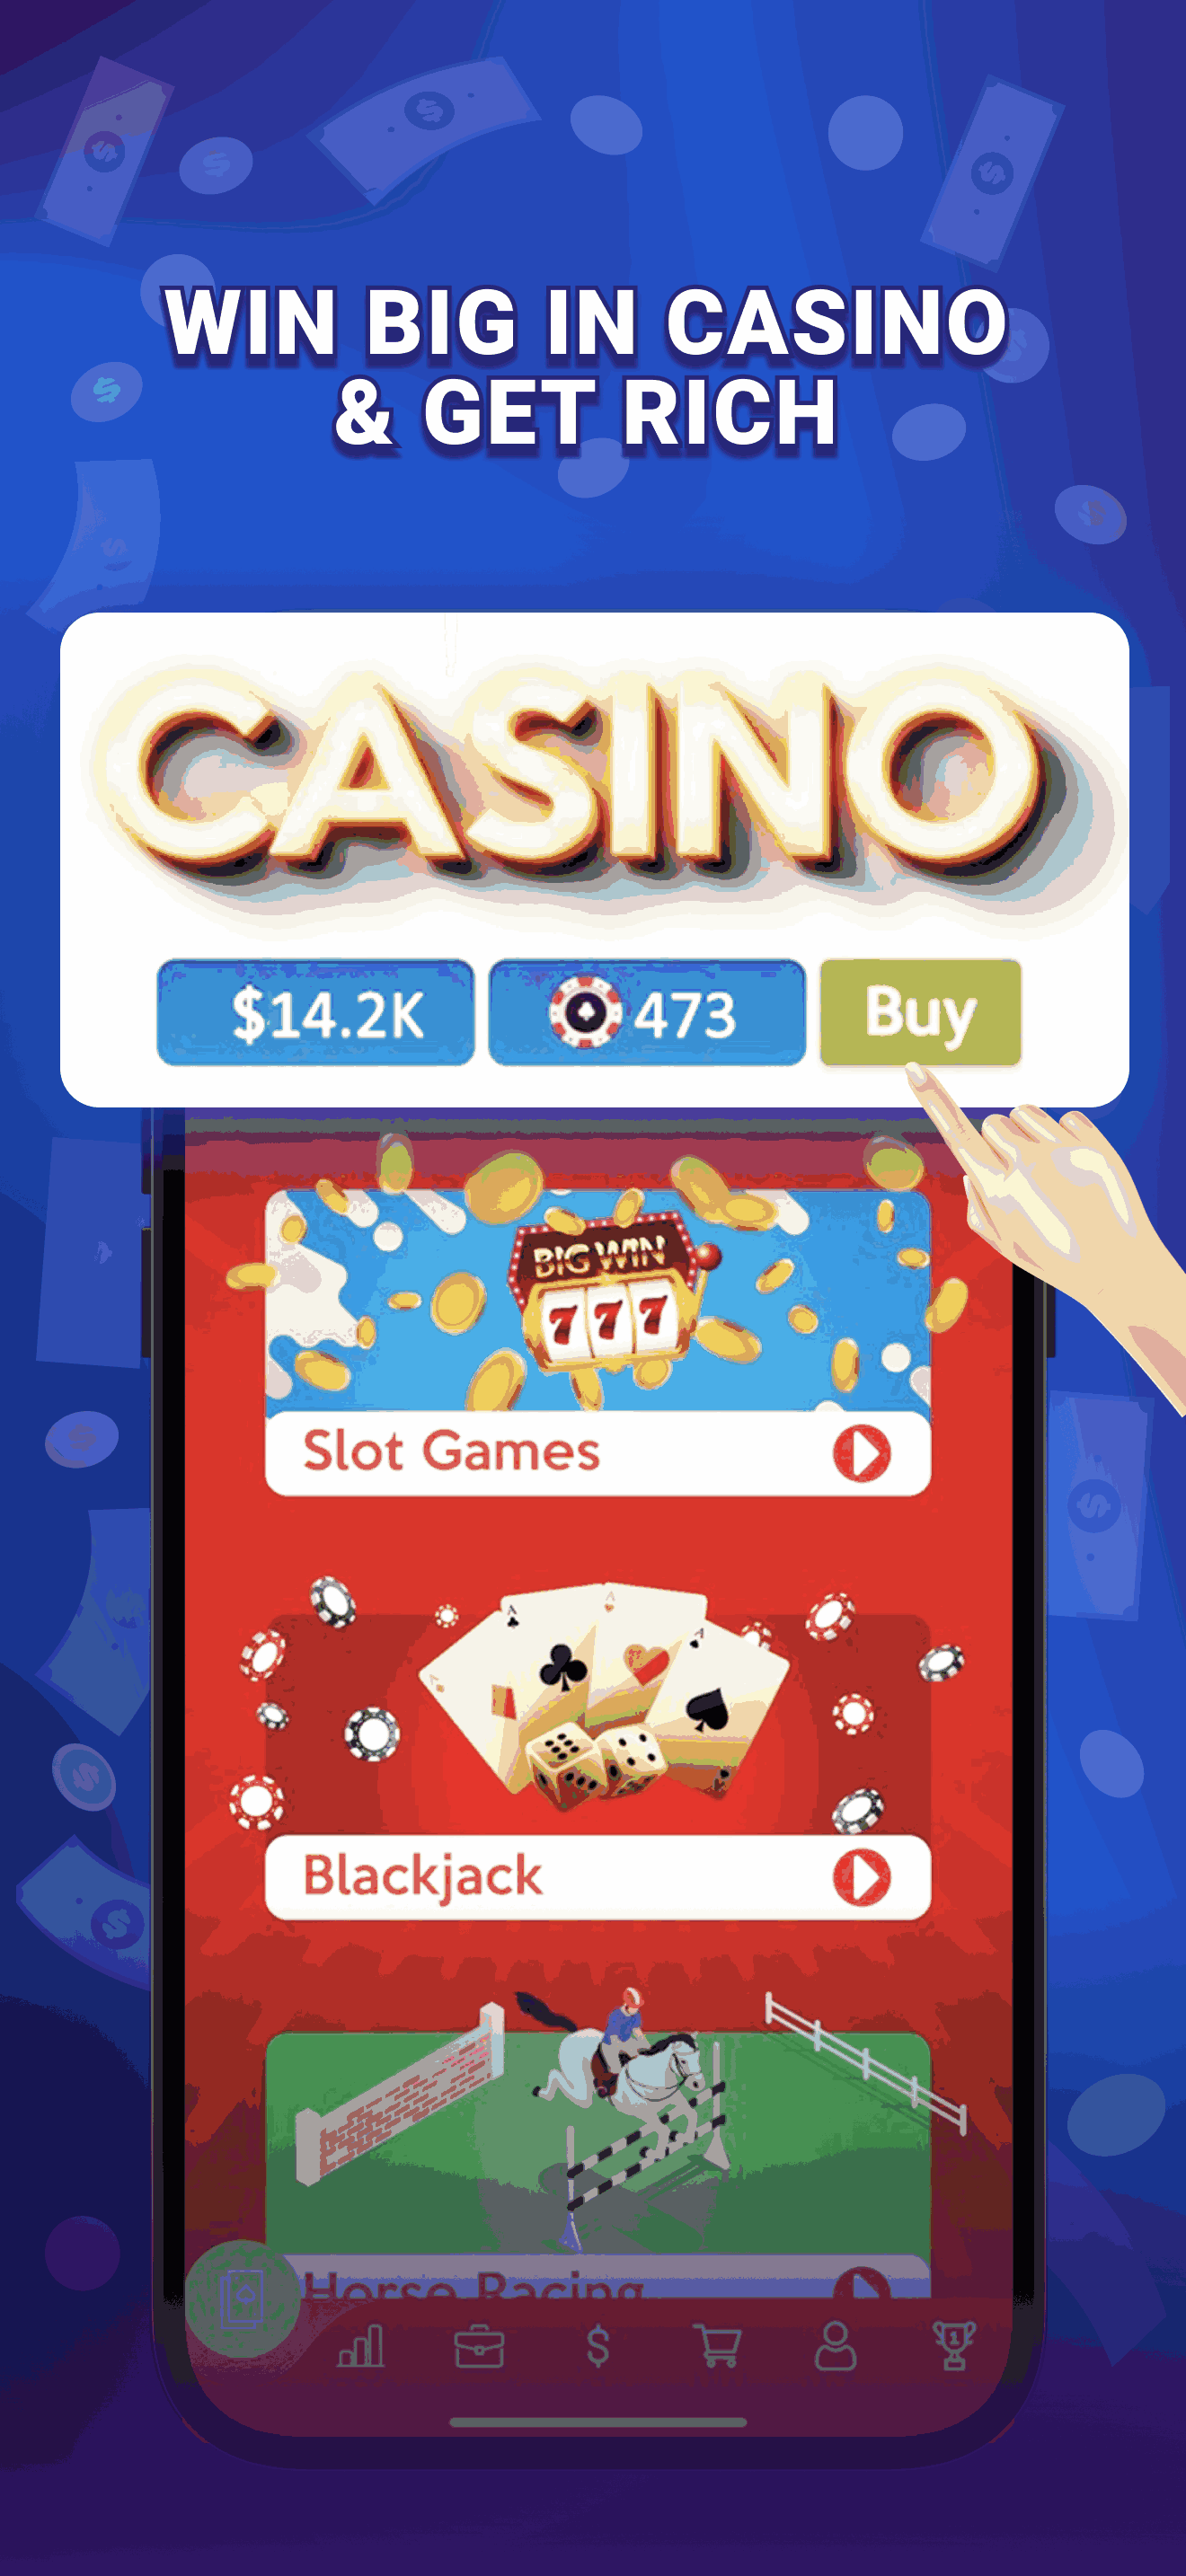 WIN BIG IN CASINO
& GET RICH
CASINO
$14.2K
473
Buy
BIG WIN
777
Slot Games
Blackjack
Horse Racing